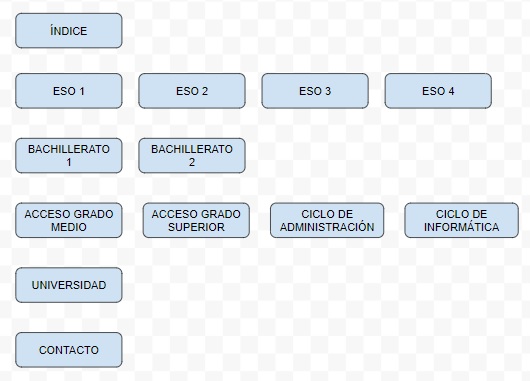 ÍNDICE
ESO 1
ESO 2
ESO 3
ESO 4
BACHILLERATO
1
BACHILLERATO
2
ACCESO GRADO
MEDIO
ACCESO GRADO
SUPERIOR
CICLO DE
ADMINISTRACIÓN
CICLO DE
INFORMÁTICA
UNIVERSIDAD
CONTACTO